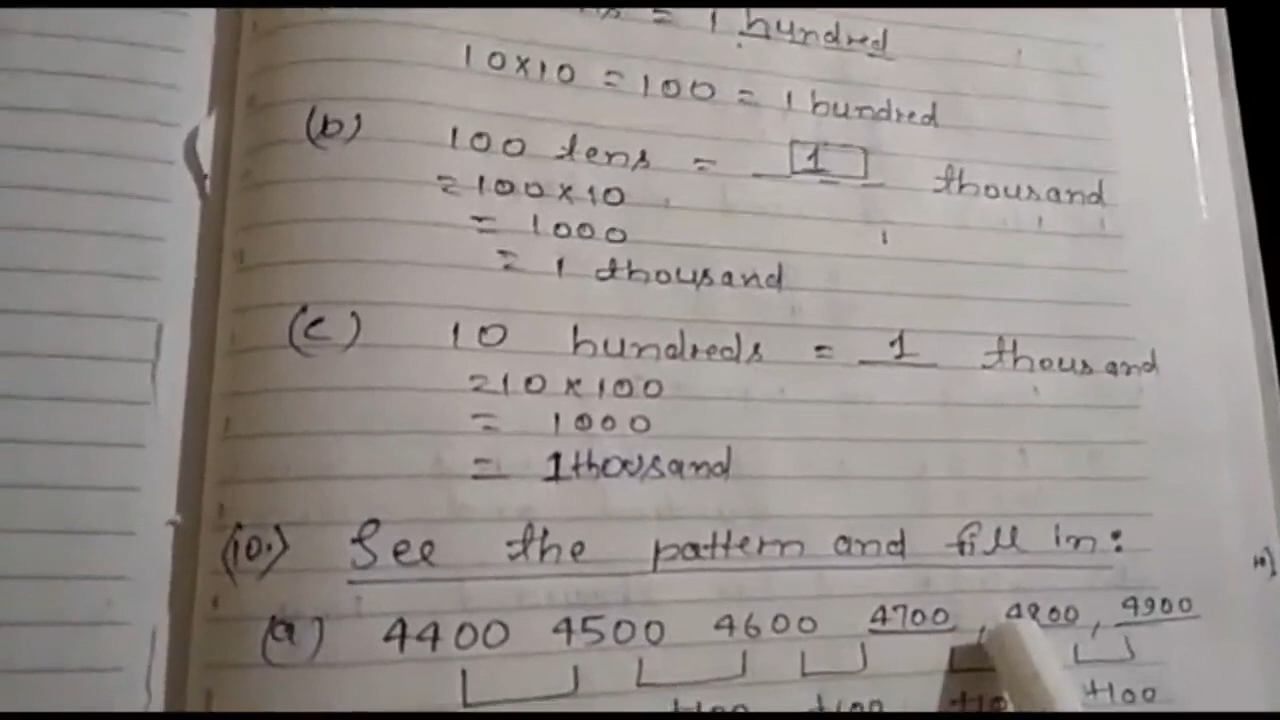 = 1 hundred
10×10 = 100 = 1 hundred
(b) 100 tens = 1 thousand
= 100×10
= 1000
= 1 thousand
(c) 10 hundreds = 1 thousand
= 10×100
= 1000
= 1 thousand
(10.) See the pattern and fill in:
(a) 4400 4500 4600 4700, 4800, 4900
+100 +100 +100